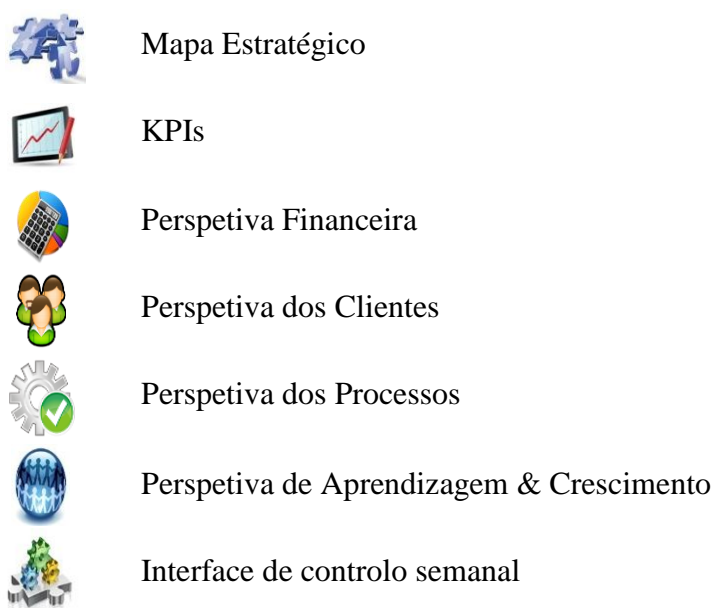 Mapa Estratégico
KPIs
Perspetiva Financeira
Perspetiva dos Clientes
Perspetiva dos Processos
Perspetiva de Aprendizagem & Crescimento
Interface de controlo semanal